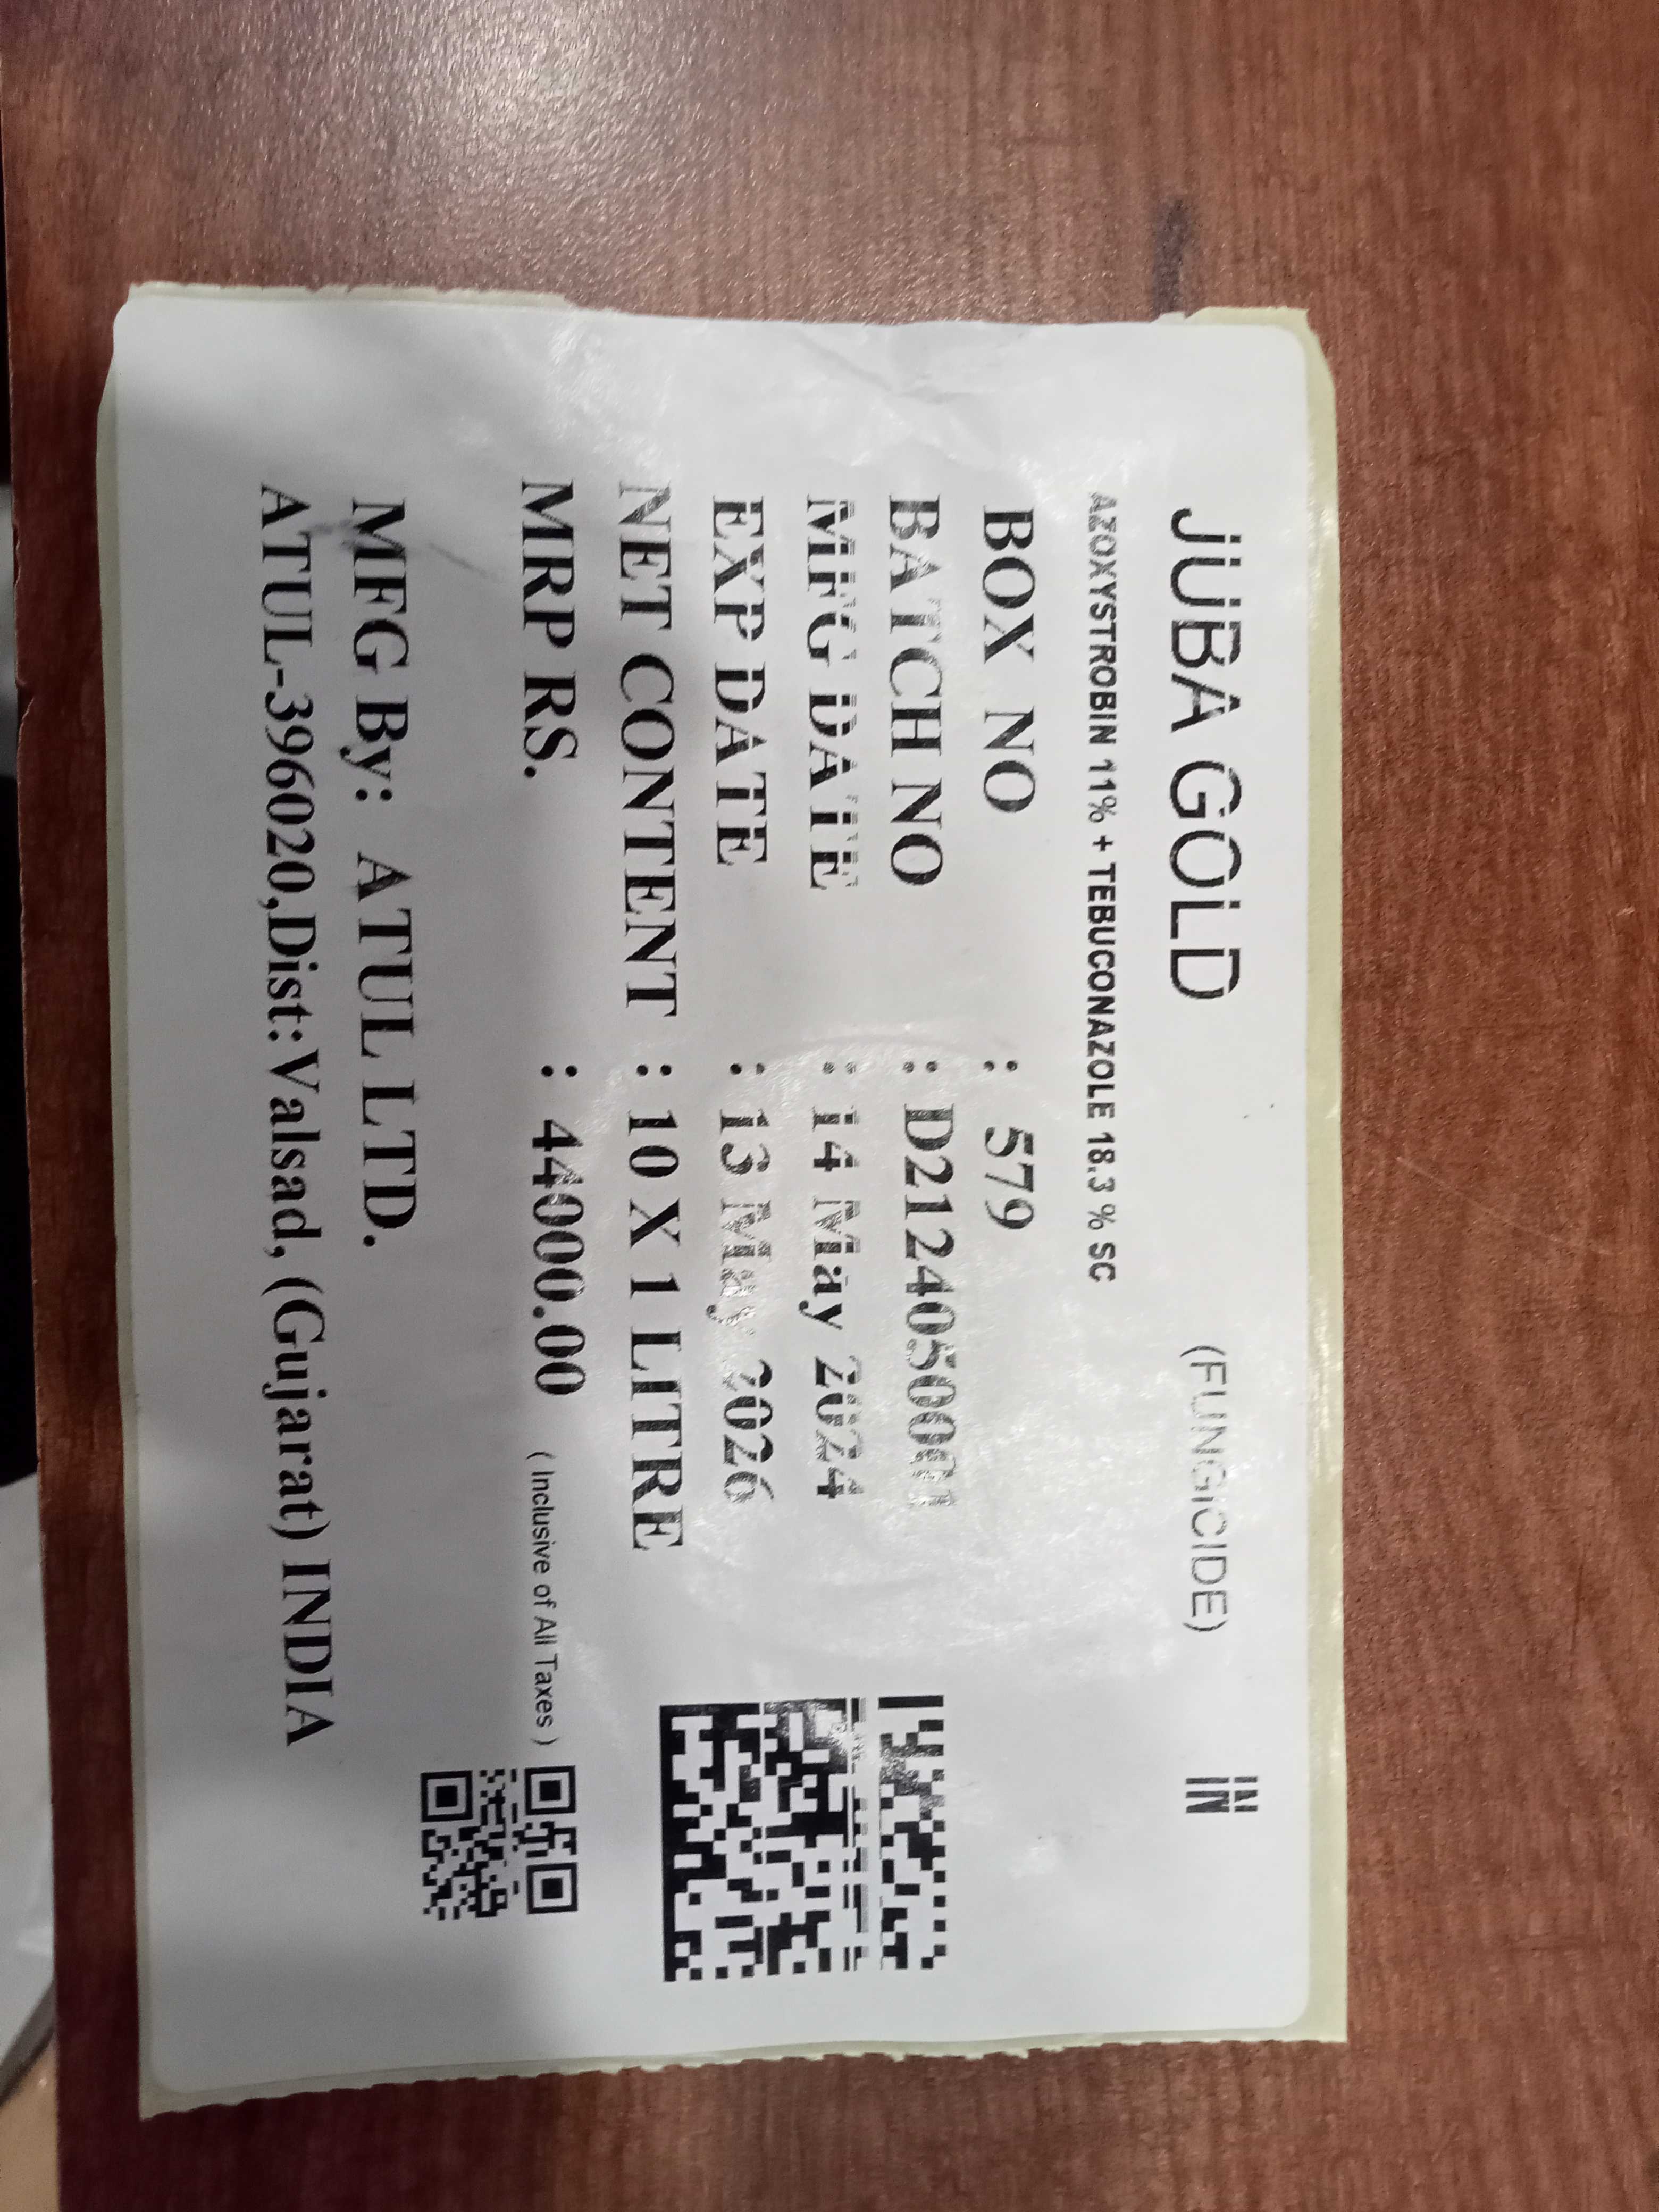 JUBA GOLD (FUNGICIDE) IN
AZOXYSTROBIN 11% + TEBUCONAZOLE 18.3 % SC
BOX NO : 579
BATCH NO :
MFG DATE : 14 May 2024
EXP DATE : 13 May 2026
NET CONTENT : 10 X 1 LITRE
MRP RS. : 44000.00 ( Inclusive of All Taxes )
MFG By: ATUL LTD.
ATUL-396020,Dist:Valsad, (Gujarat) INDIA